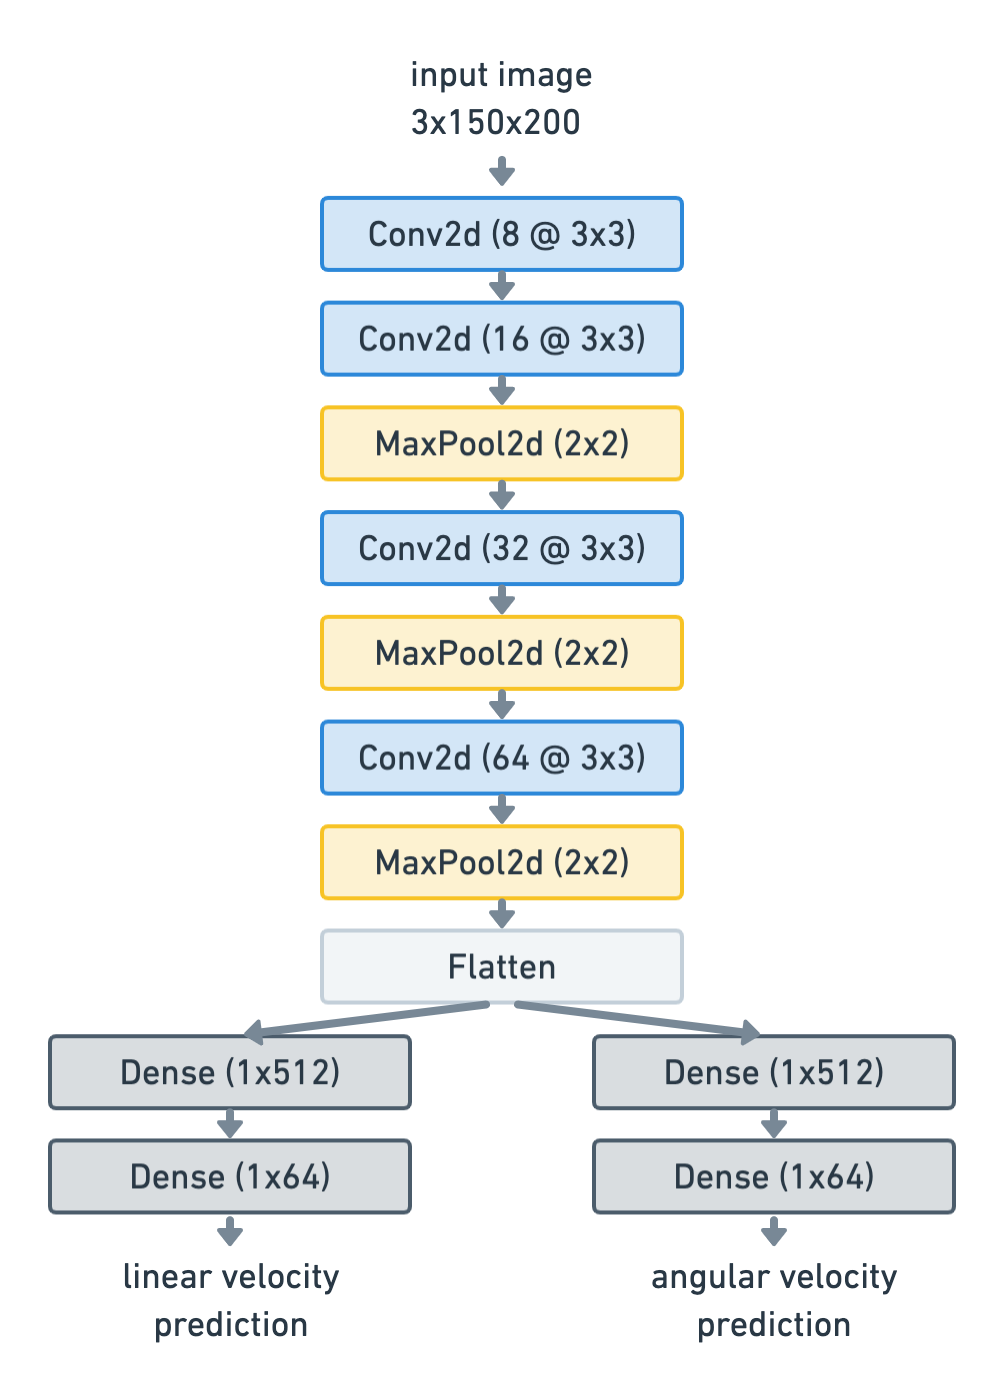 input image
3x150x200
Conv2d (8 @ 3x3)
Conv2d (16 @ 3x3)
MaxPool2d (2x2)
Conv2d (32 @ 3x3)
MaxPool2d (2x2)
Conv2d (64 @ 3x3)
MaxPool2d (2x2)
Flatten
Dense (1x512)
Dense (1x64)
linear velocity
prediction
Dense (1x512)
Dense (1x64)
angular velocity
prediction